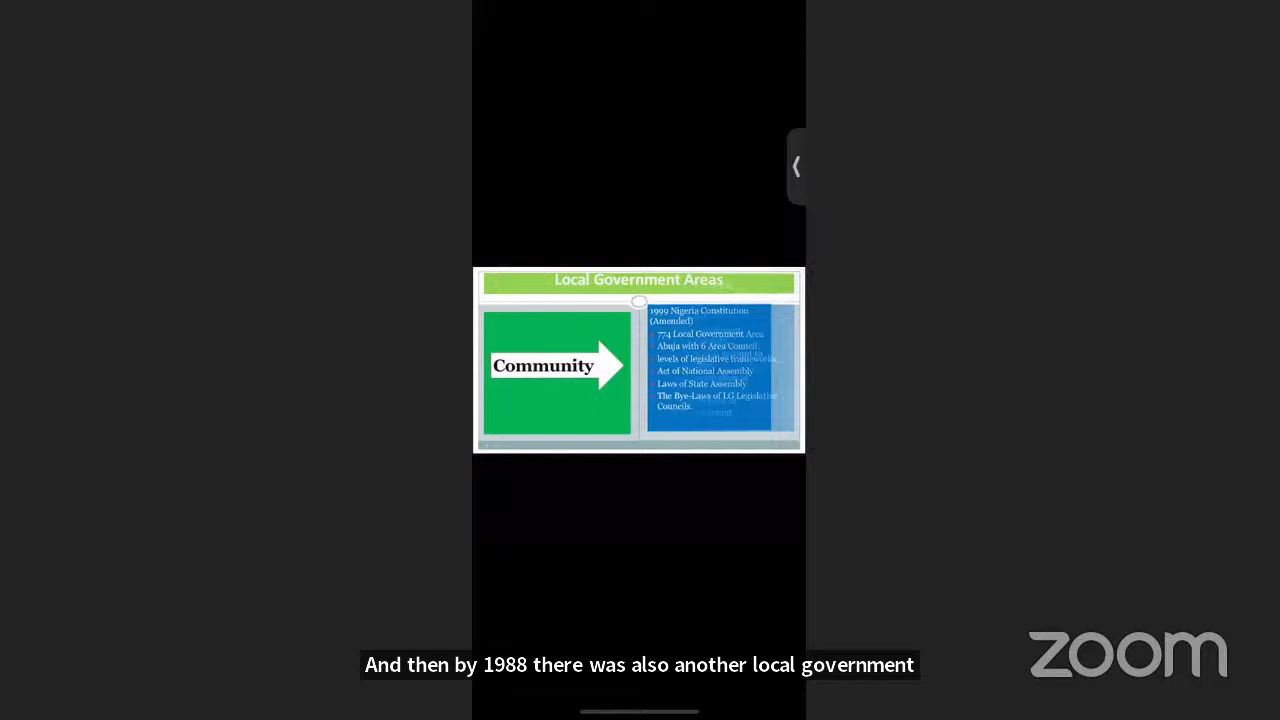 Local Government Areas
Community
1999 Nigeria Constitution
(Amended)
774 Local Government Area
Abuja with 6 Area Council.
levels of legislative frameworks
Act of National Assembly
Laws of State Assembly
The Bye-Laws of LG Legislative
Councils.
And then by 1988 there was also another local government
zoom